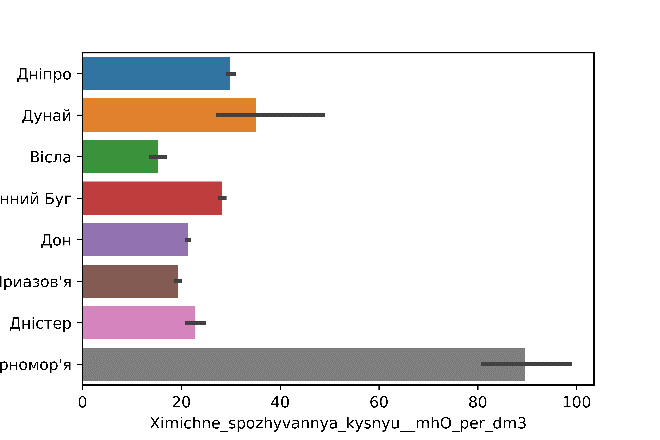 Дніпро
Дунай
Вісла
нний Буг
Дон
риазов'я
Дністер
рномор'я
0 20 40 60 80 100
Ximichne_spozhyvannya_kysnyu__mhO_per_dm3